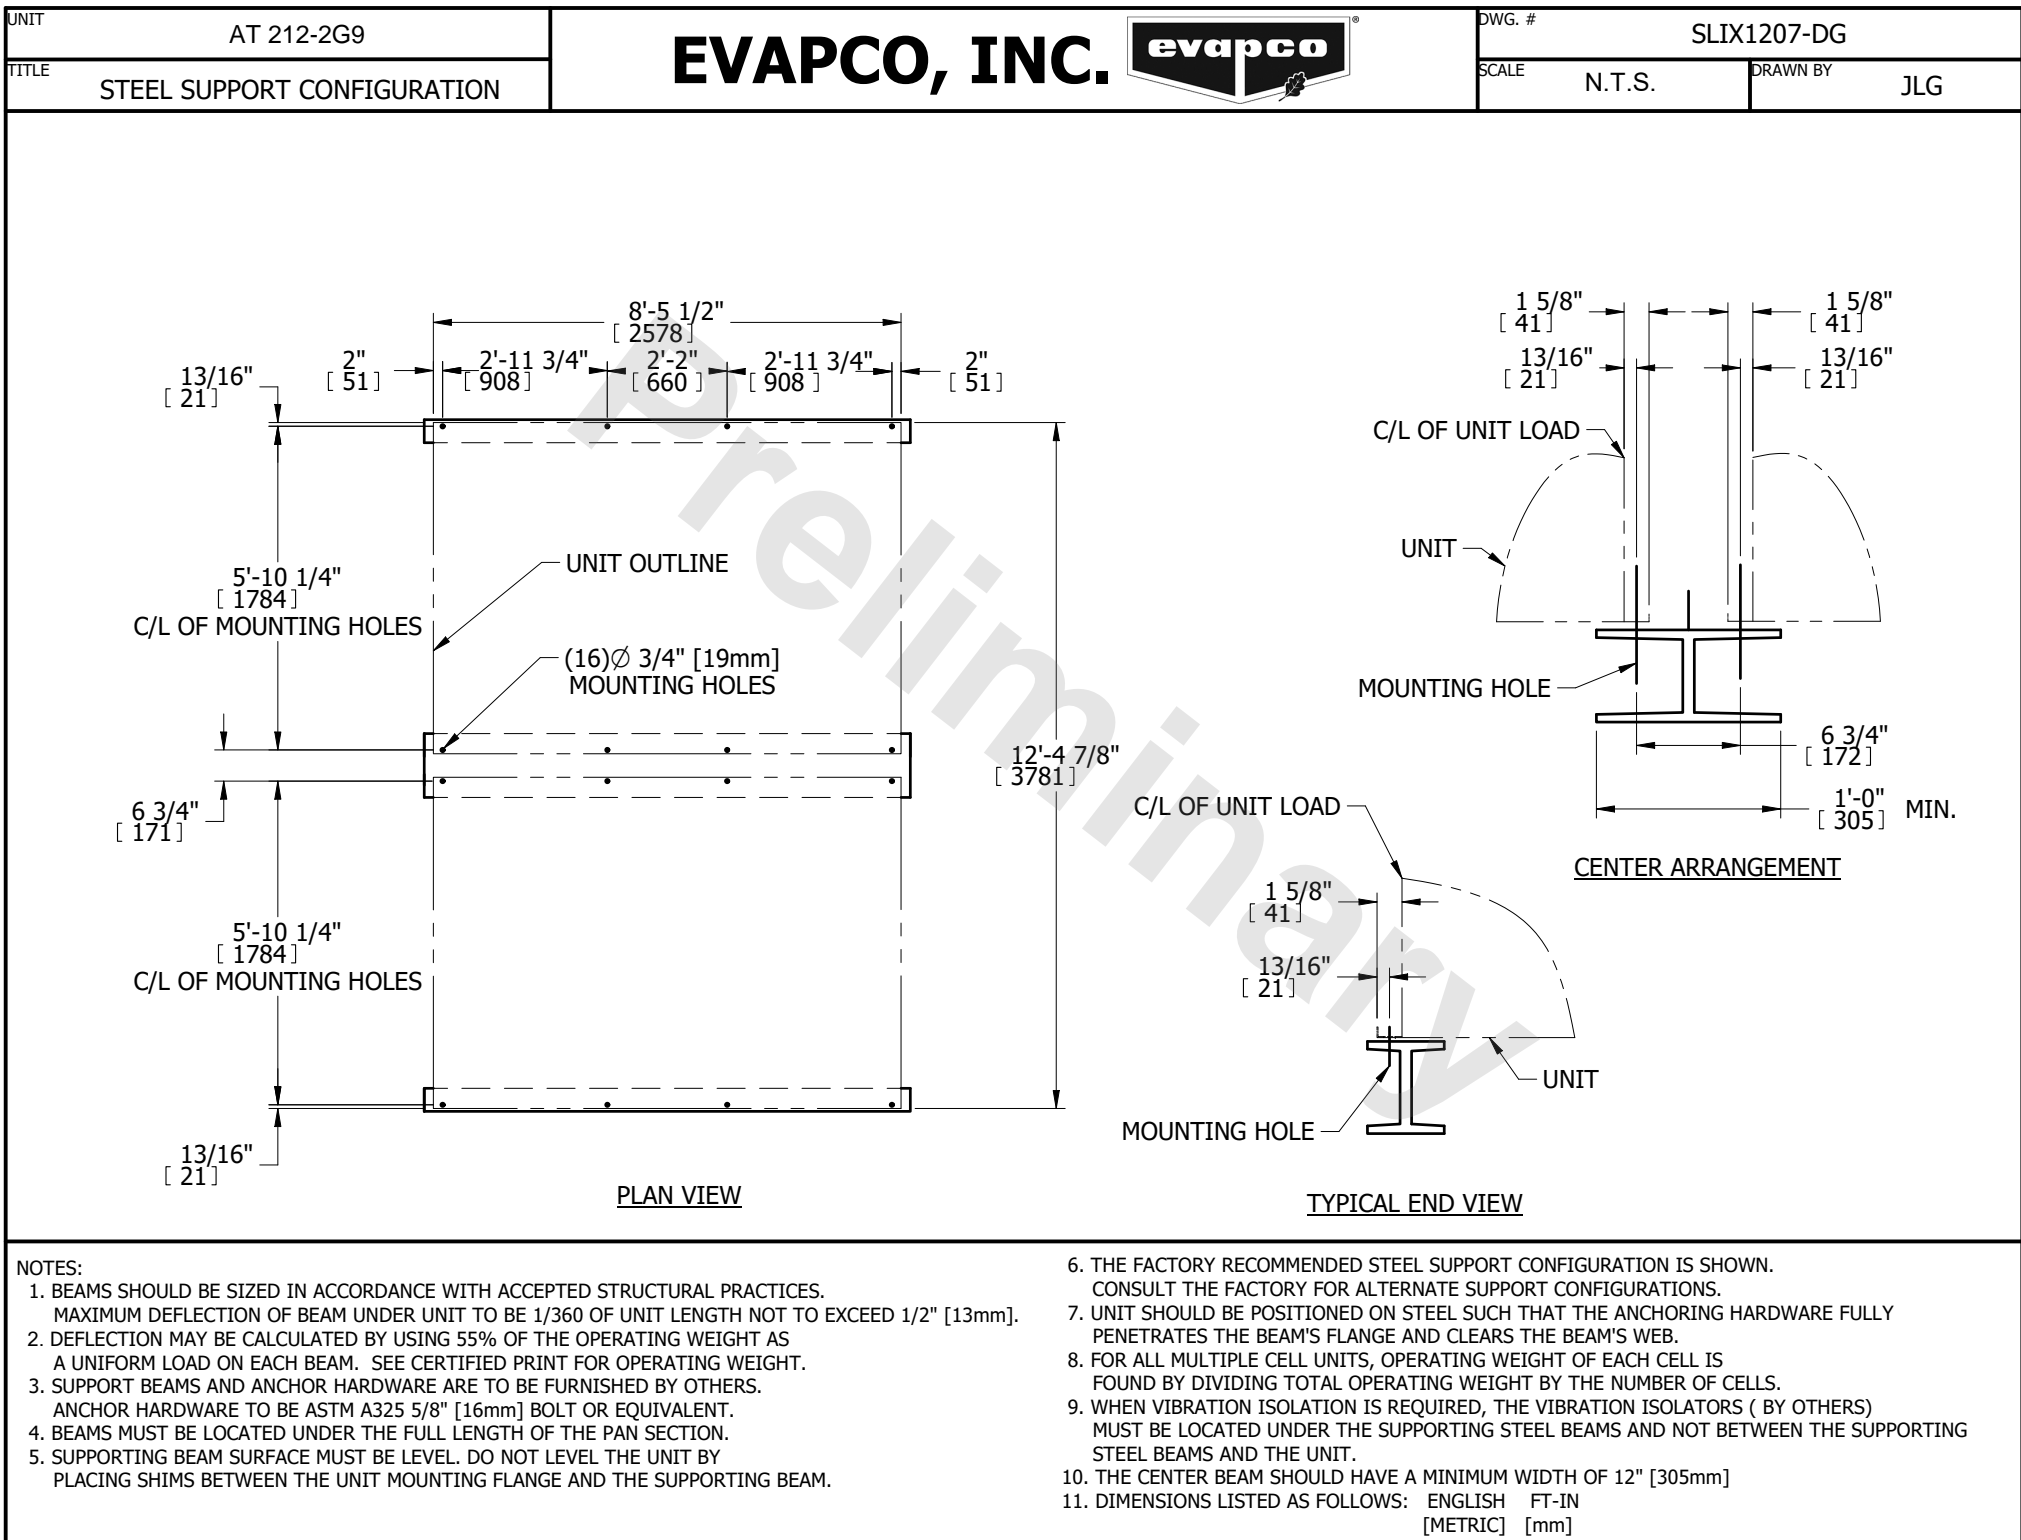 UNIT
AT 212-2G9
TITLE
STEEL SUPPORT CONFIGURATION
EVAPCO, INC.
evapco
®
DWG. #
SLIX1207-DG
SCALE
N.T.S.
DRAWN BY
JLG
8'-5 1/2"
[ 2578 ]
2"
[ 51 ]
2'-11 3/4"
[ 908 ]
2'-2"
[ 660 ]
2'-11 3/4"
[ 908 ]
2"
[ 51 ]
13/16"
[ 21 ]
5'-10 1/4"
[ 1784 ]
C/L OF MOUNTING HOLES
UNIT OUTLINE
(16)∅ 3/4" [19mm]
MOUNTING HOLES
12'-4 7/8"
[ 3781 ]
6 3/4"
[ 171 ]
5'-10 1/4"
[ 1784 ]
C/L OF MOUNTING HOLES
13/16"
[ 21 ]
PLAN VIEW
Preliminary
1 5/8"
[ 41 ]
1 5/8"
[ 41 ]
13/16"
[ 21 ]
13/16"
[ 21 ]
C/L OF UNIT LOAD
UNIT
MOUNTING HOLE
6 3/4"
[ 172 ]
1'-0"
[ 305 ] MIN.
CENTER ARRANGEMENT
C/L OF UNIT LOAD
1 5/8"
[ 41 ]
13/16"
[ 21 ]
UNIT
MOUNTING HOLE
TYPICAL END VIEW
NOTES:
1. BEAMS SHOULD BE SIZED IN ACCORDANCE WITH ACCEPTED STRUCTURAL PRACTICES.
MAXIMUM DEFLECTION OF BEAM UNDER UNIT TO BE 1/360 OF UNIT LENGTH NOT TO EXCEED 1/2" [13mm].
2. DEFLECTION MAY BE CALCULATED BY USING 55% OF THE OPERATING WEIGHT AS
A UNIFORM LOAD ON EACH BEAM. SEE CERTIFIED PRINT FOR OPERATING WEIGHT.
3. SUPPORT BEAMS AND ANCHOR HARDWARE ARE TO BE FURNISHED BY OTHERS.
ANCHOR HARDWARE TO BE ASTM A325 5/8" [16mm] BOLT OR EQUIVALENT.
4. BEAMS MUST BE LOCATED UNDER THE FULL LENGTH OF THE PAN SECTION.
5. SUPPORTING BEAM SURFACE MUST BE LEVEL. DO NOT LEVEL THE UNIT BY
PLACING SHIMS BETWEEN THE UNIT MOUNTING FLANGE AND THE SUPPORTING BEAM.
6. THE FACTORY RECOMMENDED STEEL SUPPORT CONFIGURATION IS SHOWN.
CONSULT THE FACTORY FOR ALTERNATE SUPPORT CONFIGURATIONS.
7. UNIT SHOULD BE POSITIONED ON STEEL SUCH THAT THE ANCHORING HARDWARE FULLY
PENETRATES THE BEAM'S FLANGE AND CLEARS THE BEAM'S WEB.
8. FOR ALL MULTIPLE CELL UNITS, OPERATING WEIGHT OF EACH CELL IS
FOUND BY DIVIDING TOTAL OPERATING WEIGHT BY THE NUMBER OF CELLS.
9. WHEN VIBRATION ISOLATION IS REQUIRED, THE VIBRATION ISOLATORS ( BY OTHERS)
MUST BE LOCATED UNDER THE SUPPORTING STEEL BEAMS AND NOT BETWEEN THE SUPPORTING
STEEL BEAMS AND THE UNIT.
10. THE CENTER BEAM SHOULD HAVE A MINIMUM WIDTH OF 12" [305mm]
11. DIMENSIONS LISTED AS FOLLOWS: ENGLISH FT-IN
[METRIC] [mm]